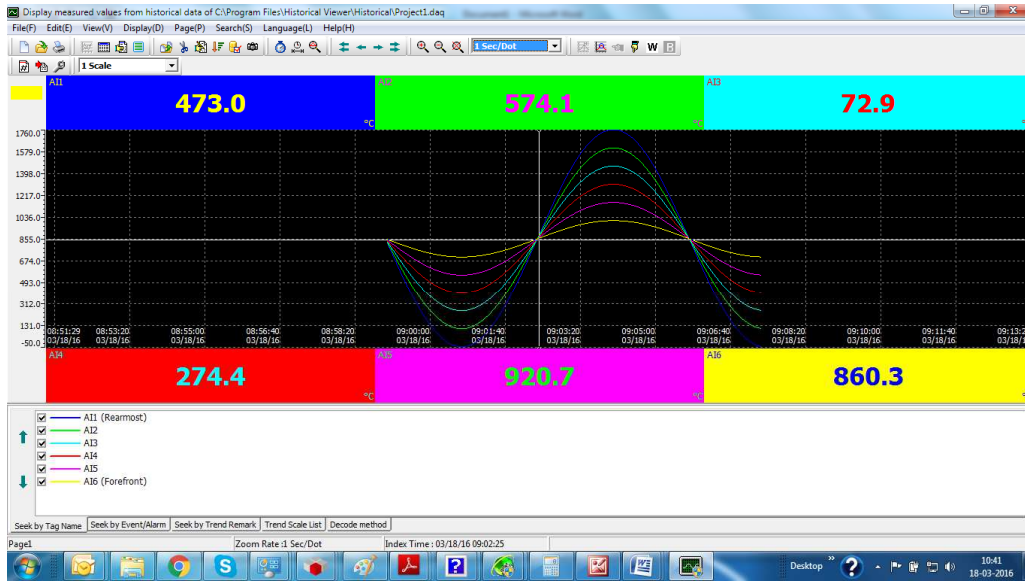 Display measured values from historical data of C:\Program Files\Historical Viewer\Historical\Project1.daq
File(F) Edit(E) View(V) Display(D) Page(P) Search(S) Language(L) Help(H)
1 Sec/Dot
W
1 Scale
AI1 473.0 °C
AI2 574.1 °C
AI3 72.9
1760.0
1579.0
1398.0
1217.0
1036.0
855.0
674.0
493.0
312.0
131.0
-50.0
08:51:29 08:53:20 08:55:00 08:56:40 08:58:20 09:00:00 09:01:40 09:03:20 09:05:00 09:06:40 09:08:20 09:10:00 09:11:40 09:13:2
03/18/16 03/18/16 03/18/16 03/18/16 03/18/16 03/18/16 03/18/16 03/18/16 03/18/16 03/18/16 03/18/16 03/18/16 03/18/16 03/18/1
AI4 274.4 °C
AI5 920.7 °C
AI6 860.3
AI1 (Rearmost)
AI2
AI3
AI4
AI5
AI6 (Forefront)
Seek by Tag Name Seek by Event/Alarm Seek by Trend Remark Trend Scale List Decode method
Page1 Zoom Rate :1 Sec/Dot Index Time : 03/18/16 09:02:25
Desktop » 10:41
18-03-2016